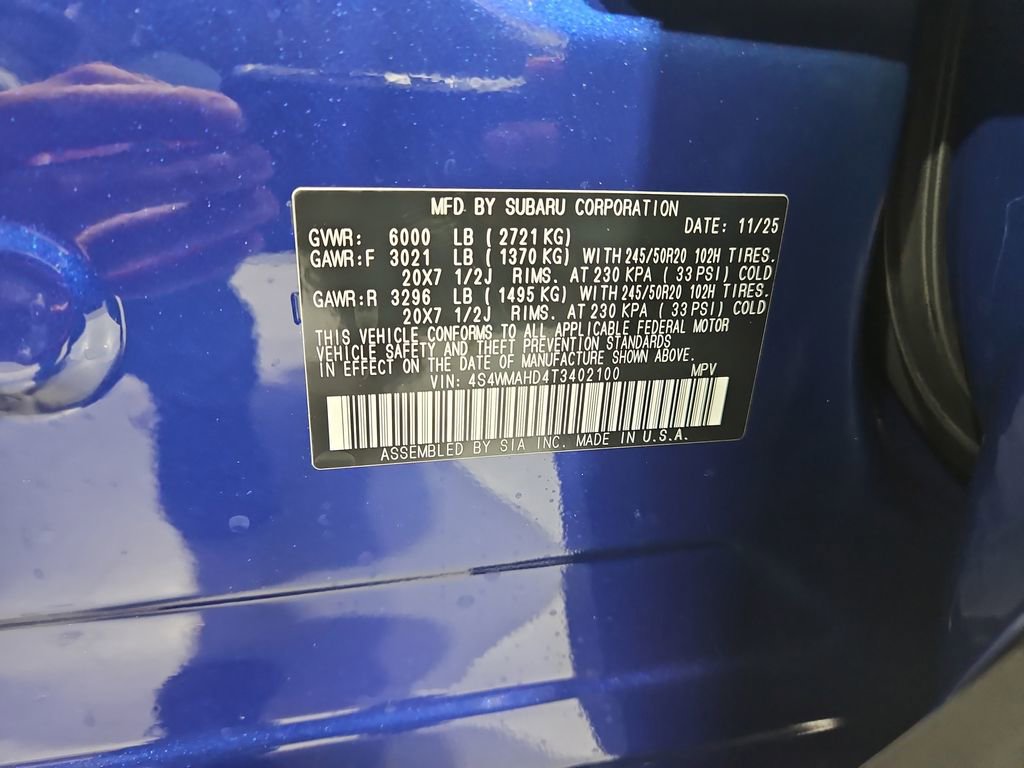 MFD. BY SUBARU CORPORATION
DATE: 11/25
GVWR: 6000 LB ( 2721 KG)
GAWR:F 3021 LB ( 1370 KG) WITH 245/50R20 102H TIRES.
20X7 1/2J RIMS. AT 230 KPA ( 33 PSI) COLD
GAWR:R 3296 LB ( 1495 KG) WITH 245/50R20 102H TIRES.
20X7 1/2J RIMS. AT 230 KPA ( 33 PSI) COLD
THIS VEHICLE CONFORMS TO ALL APPLICABLE FEDERAL MOTOR
VEHICLE SAFETY AND THEFT PREVENTION STANDARDS
IN EFFECT ON THE DATE OF MANUFACTURE SHOWN ABOVE.
VIN: 4S4WMAHD4T3402100 MPV
ASSEMBLED BY SIA INC. MADE IN U.S.A.